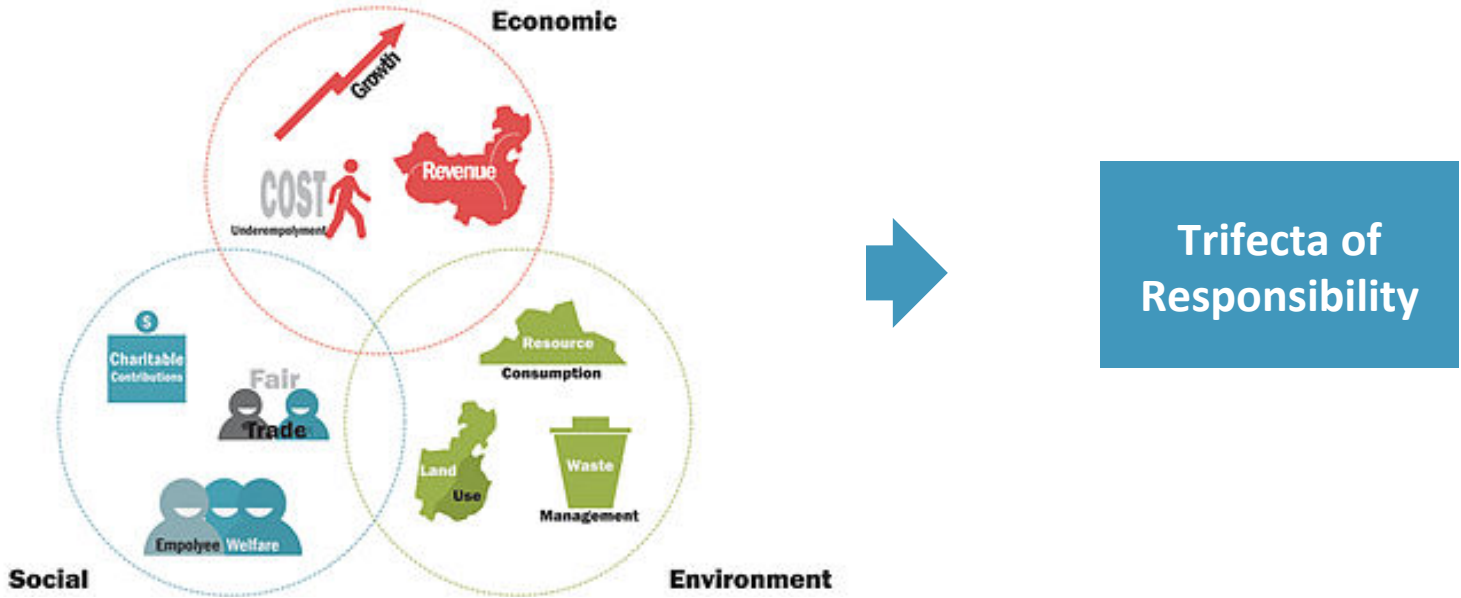 Economic
Growth
Revenue
COST
Underempolyment
$
Charitable
Contributions
Fair
Trade
Empolyee Welfare
Social
Resource
Consumption
Land
Use
Waste
Management
Environment
Trifecta of
Responsibility